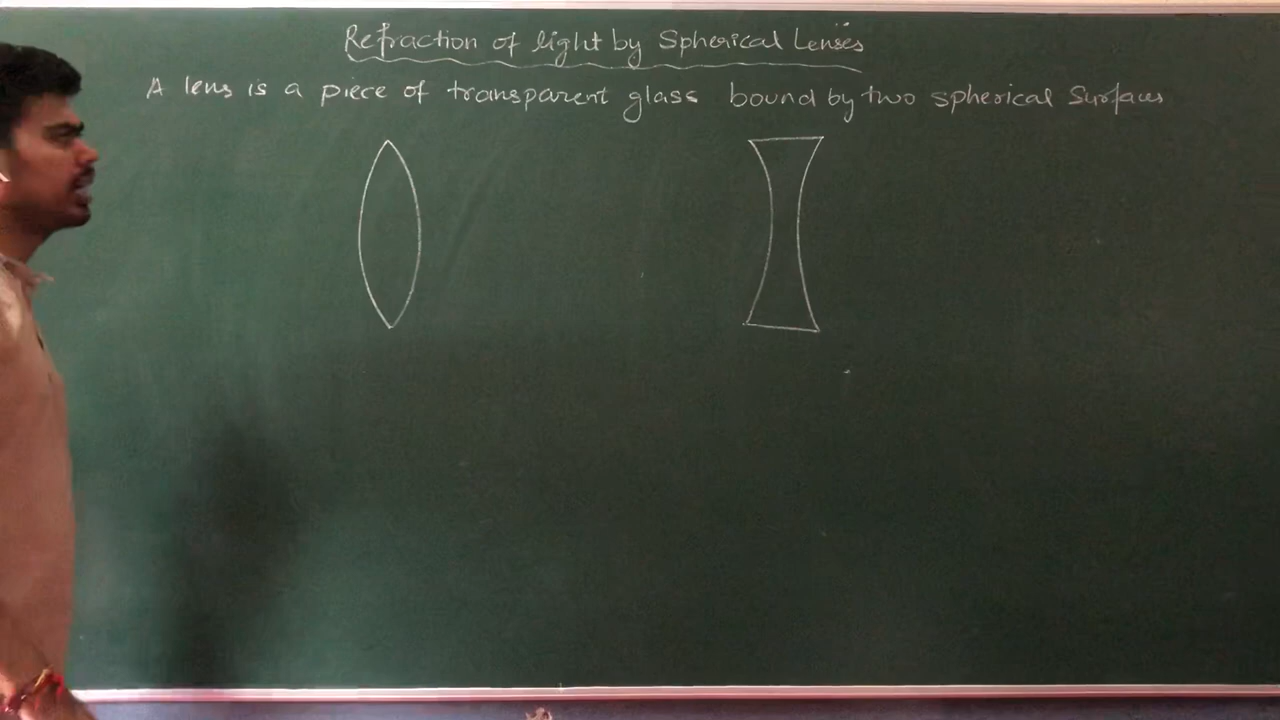 Refraction of light by Spherical Lenses
A lens is a piece of transparent glass bound by two spherical Surfaces